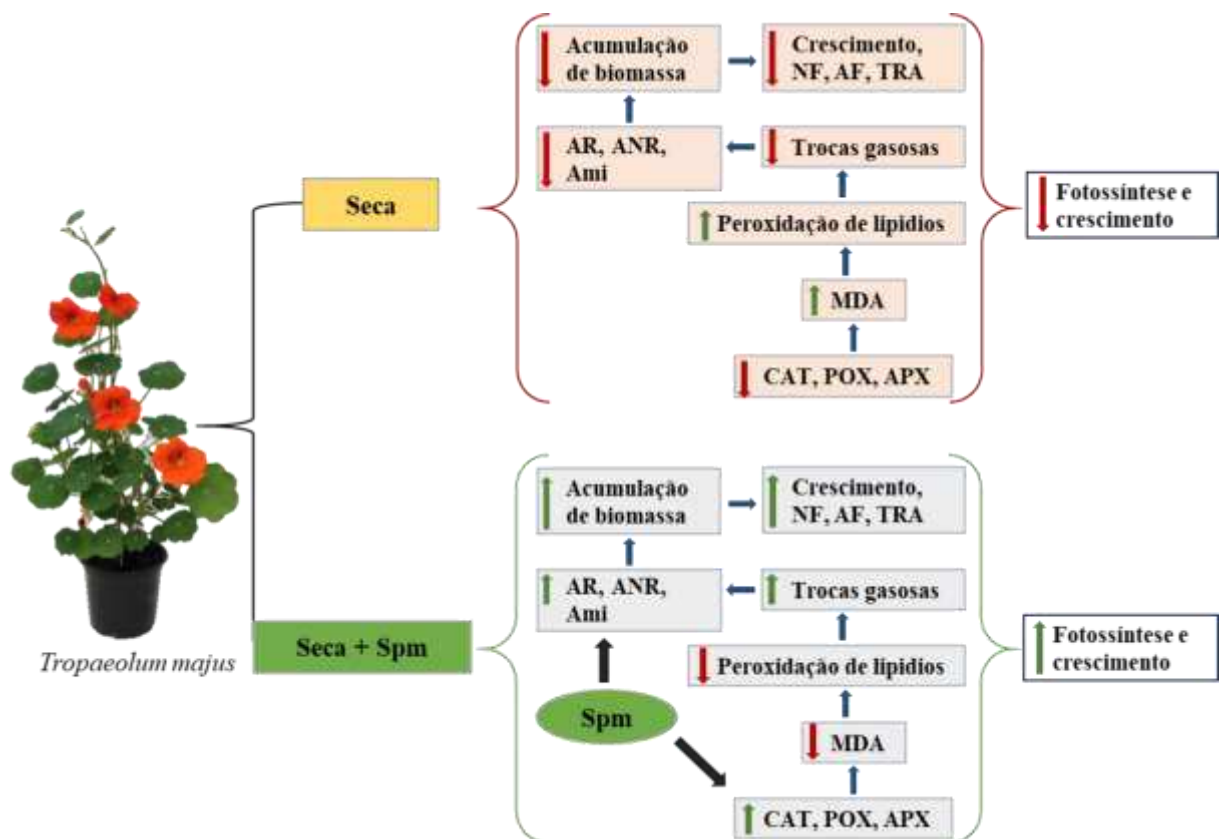 Acumulação
de biomassa
Crescimento,
NF, AF, TRA
AR, ANR,
Ami
Trocas gasosas
Seca
Peroxidação de lipidios
MDA
CAT, POX, APX
Fotossíntese e
crescimento
Tropaeolum majus
Seca + Spm
Acumulação
de biomassa
Crescimento,
NF, AF, TRA
AR, ANR,
Ami
Trocas gasosas
Peroxidação de lipidios
Spm
MDA
CAT, POX, APX
Fotossíntese e
crescimento